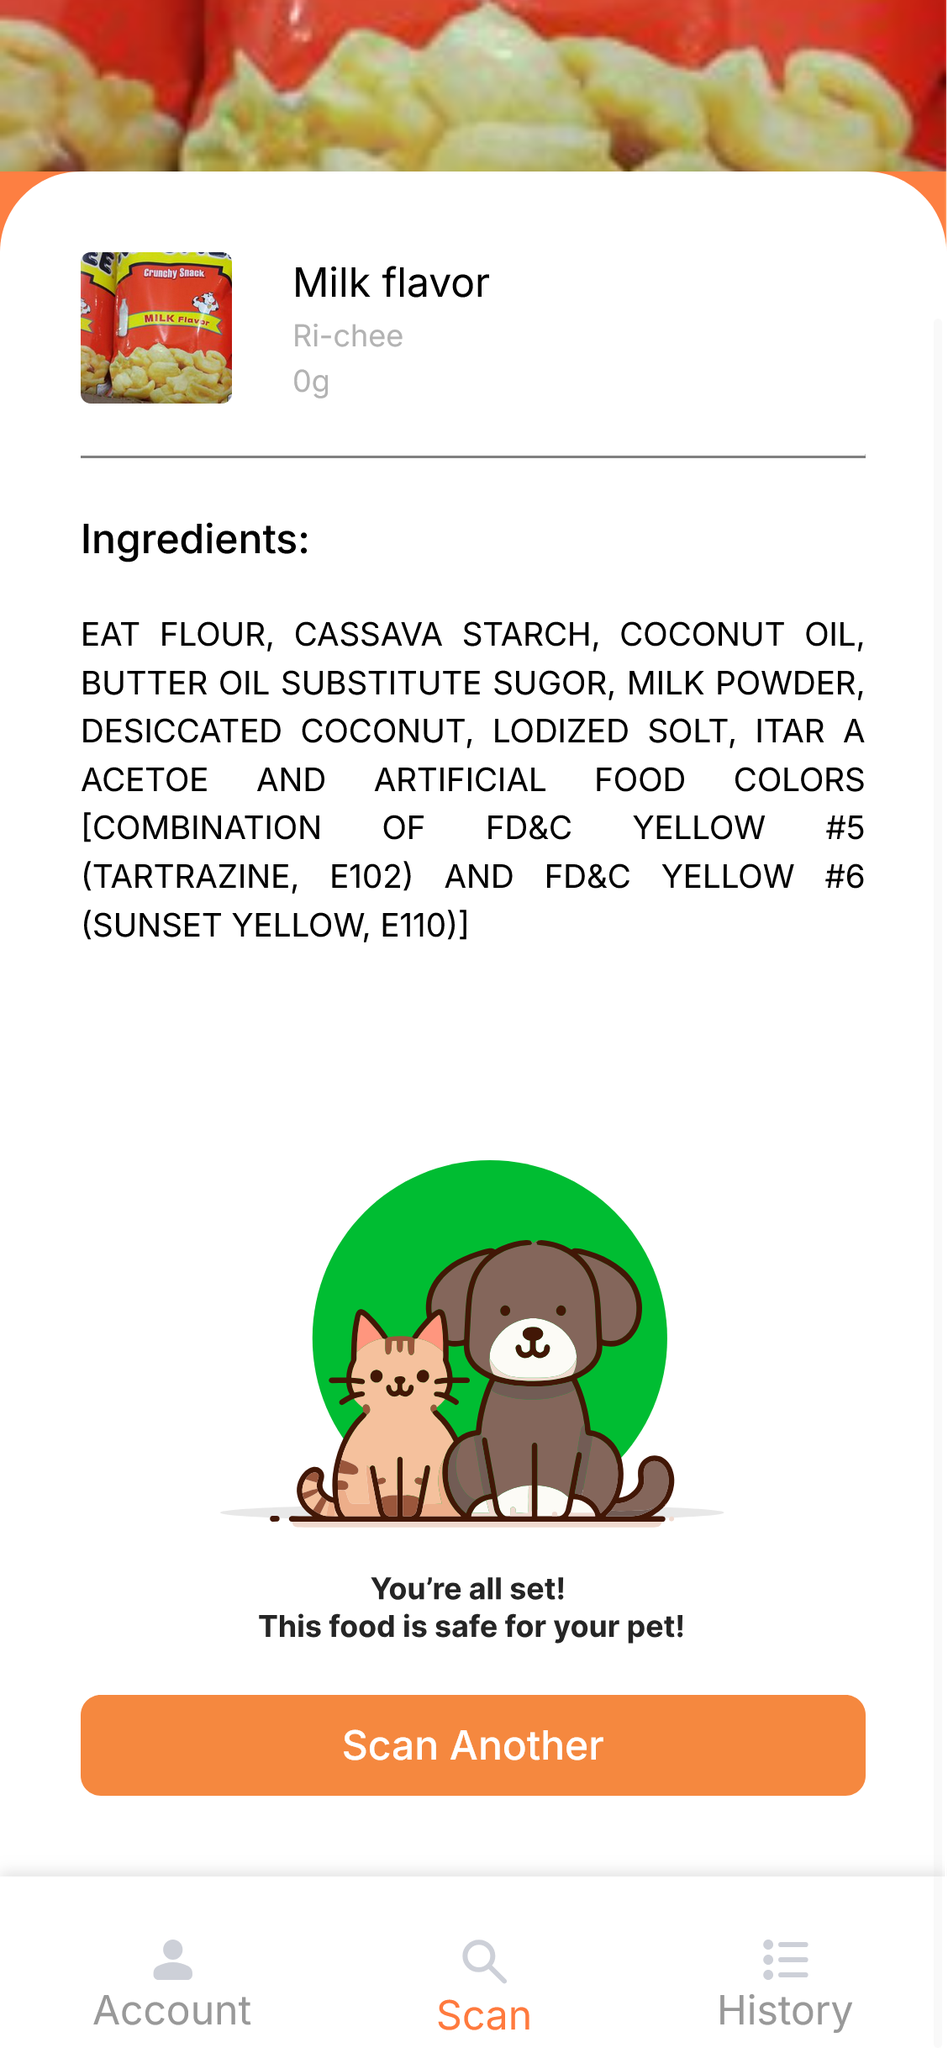 EE
Crunchy Snack
MILK Flavor
Milk flavor
Ri-chee
0g
Ingredients:
EAT FLOUR, CASSAVA STARCH, COCONUT OIL,
BUTTER OIL SUBSTITUTE SUGOR, MILK POWDER,
DESICCATED COCONUT, LODIZED SOLT, ITAR A
ACETOE AND ARTIFICIAL FOOD COLORS
[COMBINATION OF FD&C YELLOW #5
(TARTRAZINE, E102) AND FD&C YELLOW #6
(SUNSET YELLOW, E110)]
You’re all set!
This food is safe for your pet!
Scan Another
Account
Scan
History